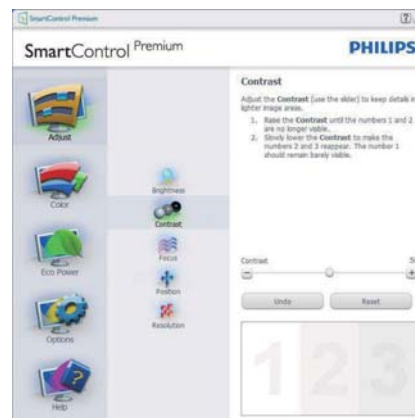 SmartControl Premium
SmartControl Premium
PHILIPS
Adjust
Color
Eco Power
Options
Help
Brightness
Contrast
Focus
Position
Resolution
Contrast
Adjust the Contrast (use the slider) to keep details in
lighter image areas.
1. Raise the Contrast until the numbers 1 and 2
are no longer visible.
2. Slowly lower the Contrast to make the
numbers 2 and 3 reappear. The number 1
should remain barely visible.
Contrast
Undo
Reset
1 2 3